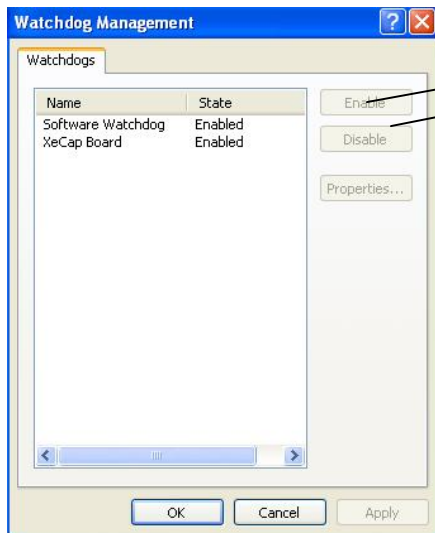 Watchdog Management
Watchdogs
Name State Enable
Software Watchdog Enabled
XeCap Board Enabled Disable
Properties...
OK Cancel Apply